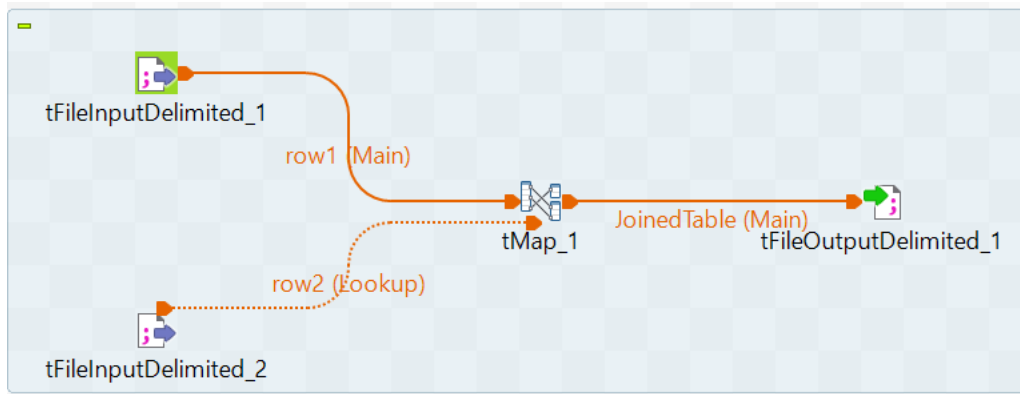 tFileInputDelimited_1
row1 (Main)
tMap_1
JoinedTable (Main)
tFileOutputDelimited_1
row2 (Lookup)
tFileInputDelimited_2